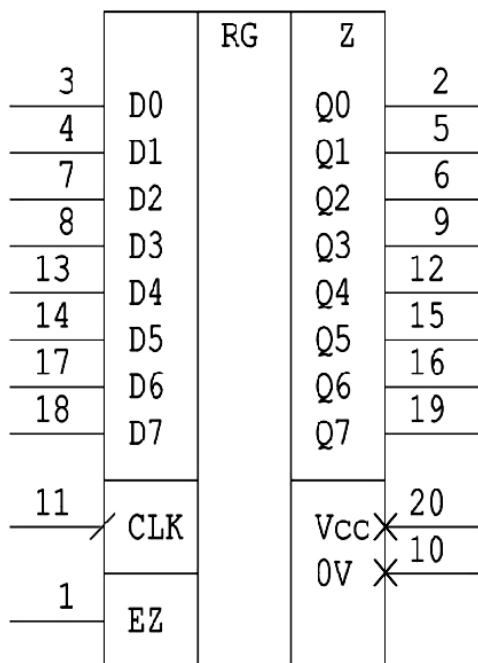 RG Z
3 D0 Q0 2
4 D1 Q1 5
7 D2 Q2 6
8 D3 Q3 9
13 D4 Q4 12
14 D5 Q5 15
17 D6 Q6 16
18 D7 Q7 19
11 CLK Vcc 20
0V 10
1 EZ